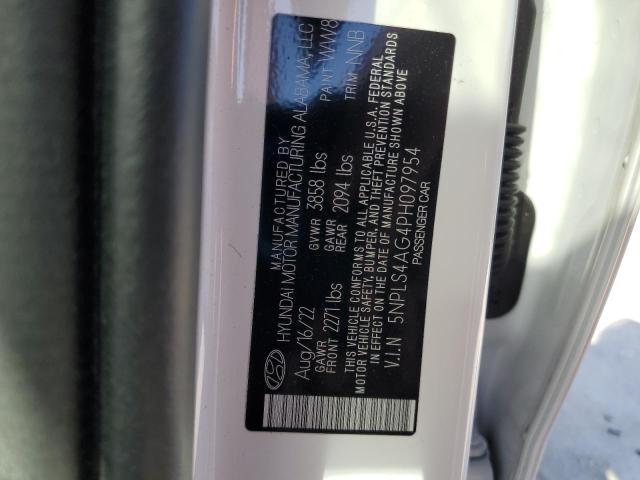 MANUFACTURED BY
HYUNDAI MOTOR MANUFACTURING ALABAMA, LLC
Aug/16/22 GVWR 3858 lbs PAINT WW8
GAWR FRONT 2271 lbs GAWR REAR 2094 lbs TRIM NNB
THIS VEHICLE CONFORMS TO ALL APPLICABLE U.S.A. FEDERAL
MOTOR VEHICLE SAFETY, BUMPER, AND THEFT PREVENTION STANDARDS
IN EFFECT ON THE DATE OF MANUFACTURE SHOWN ABOVE
V.I.N 5NPLS4AG4PH097954
PASSENGER CAR